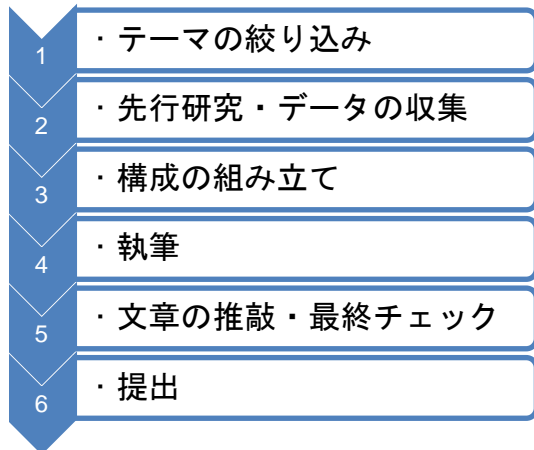 1
・テーマの絞り込み
2
・先行研究・データの収集
3
・構成の組み立て
4
・執筆
5
・文章の推敲・最終チェック
6
・提出